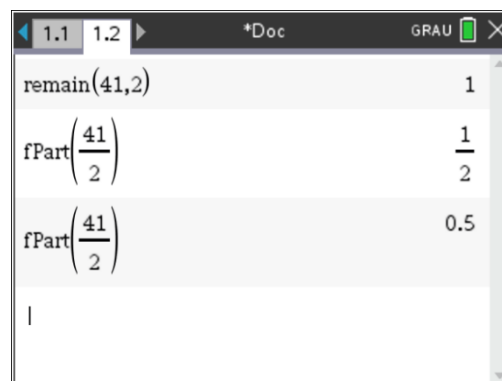 1.1 1.2 *Doc GRAU
remain(41,2) 1
fPart(41/2) 1/2
fPart(41/2) 0.5